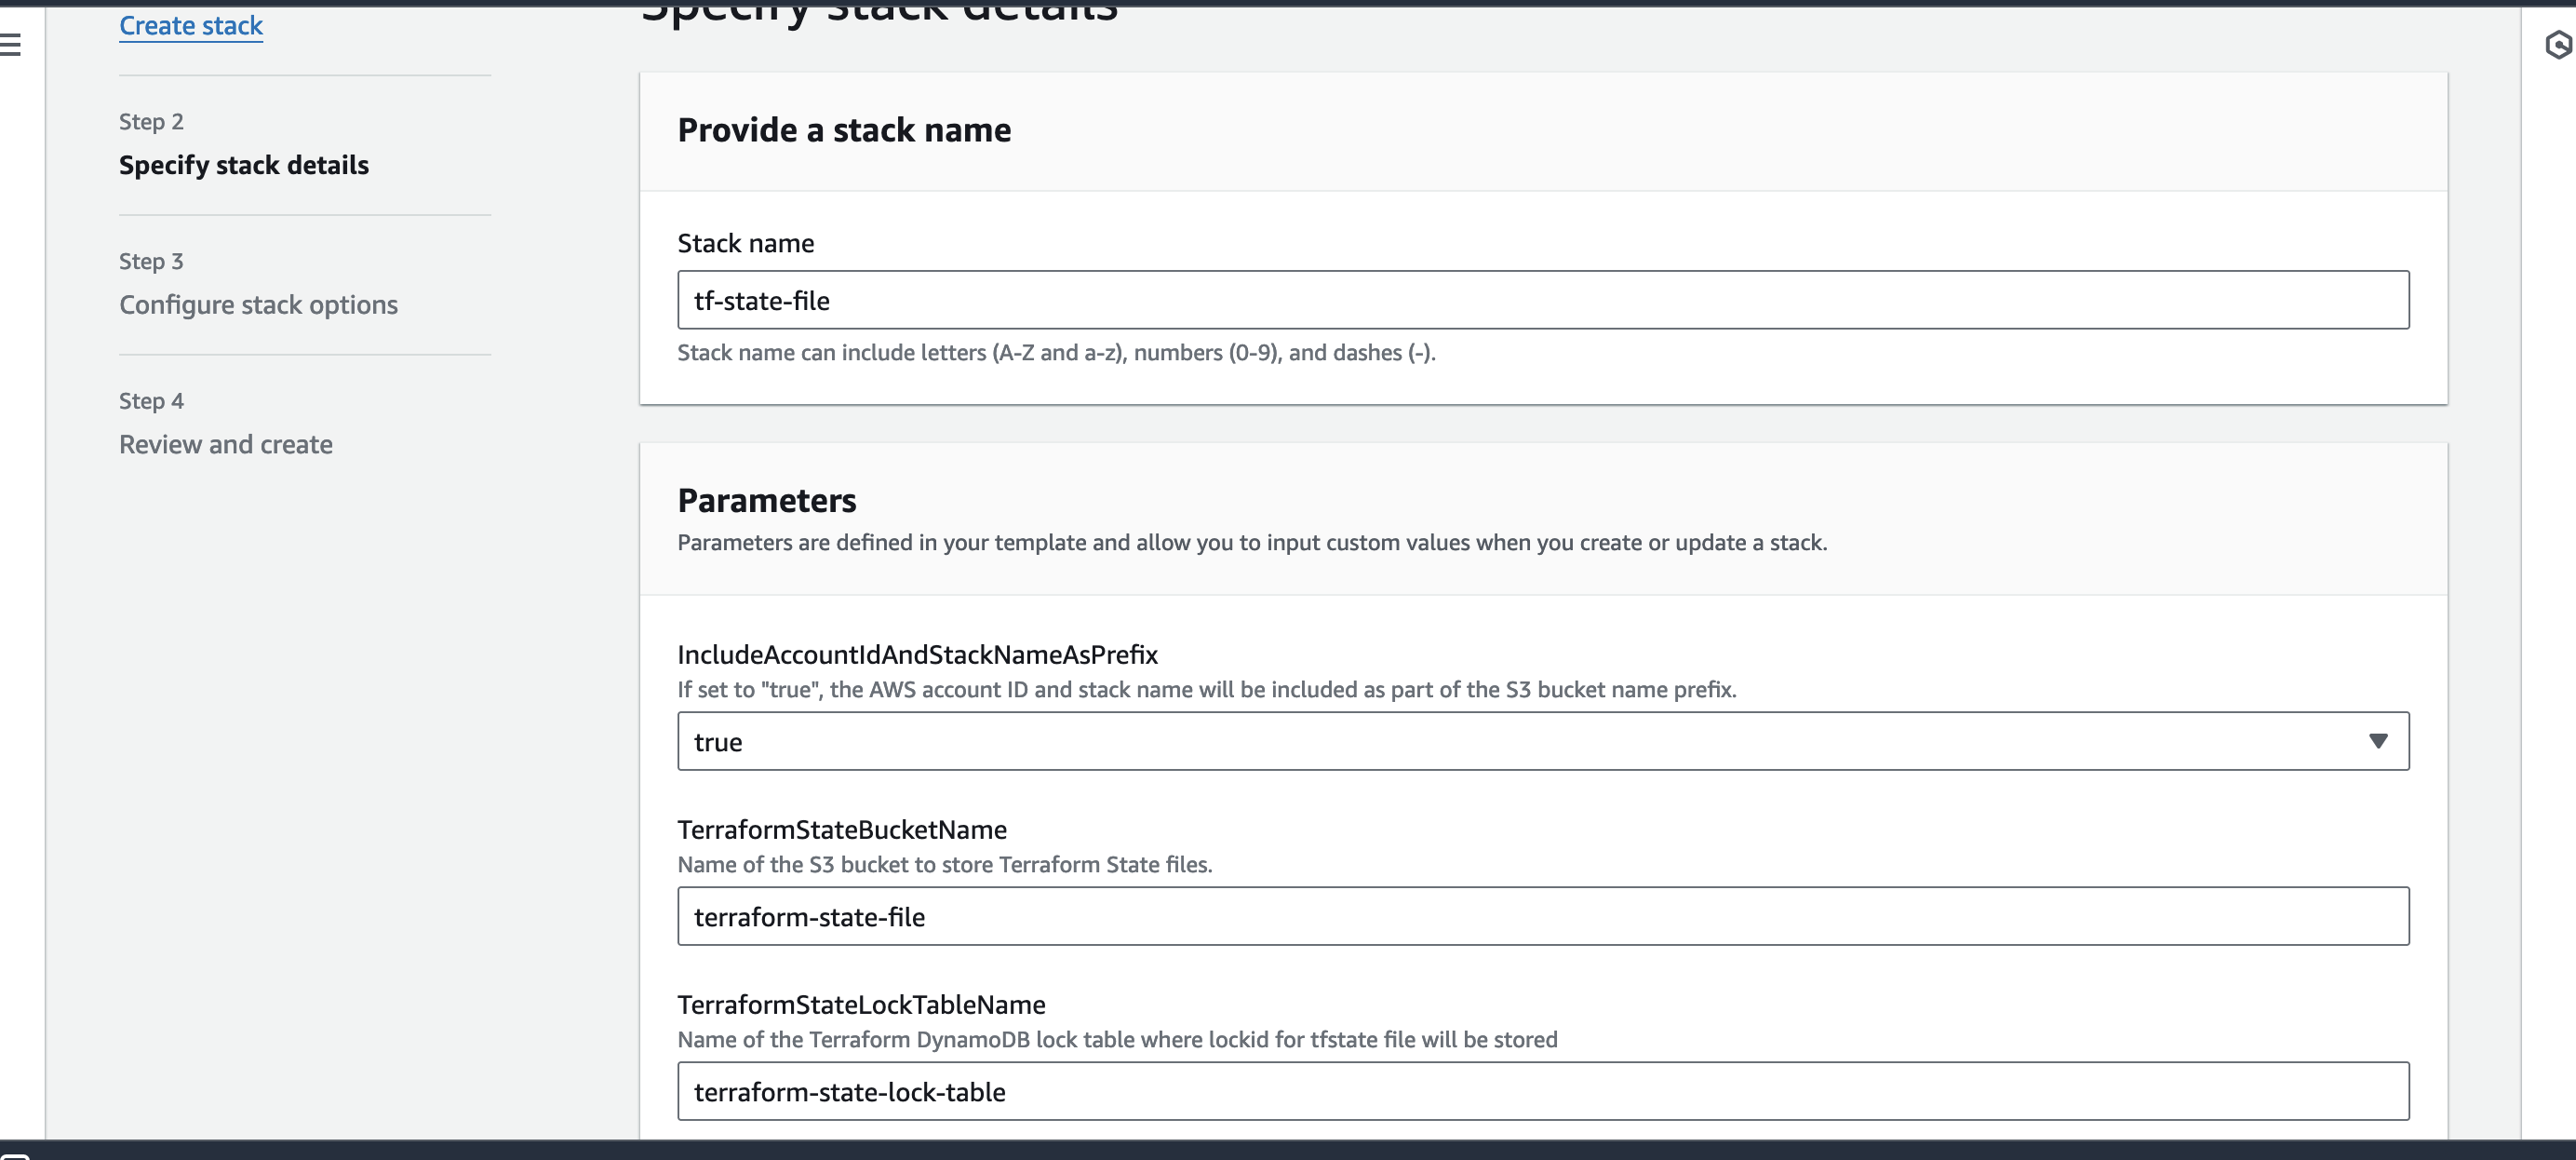 Create stack
Step 2
Specify stack details
Step 3
Configure stack options
Step 4
Review and create
Specify stack details
Provide a stack name
Stack name
tf-state-file
Stack name can include letters (A-Z and a-z), numbers (0-9), and dashes (-).
Parameters
Parameters are defined in your template and allow you to input custom values when you create or update a stack.
IncludeAccountIdAndStackNameAsPrefix
If set to "true", the AWS account ID and stack name will be included as part of the S3 bucket name prefix.
true
TerraformStateBucketName
Name of the S3 bucket to store Terraform State files.
terraform-state-file
TerraformStateLockTableName
Name of the Terraform DynamoDB lock table where lockid for tfstate file will be stored
terraform-state-lock-table